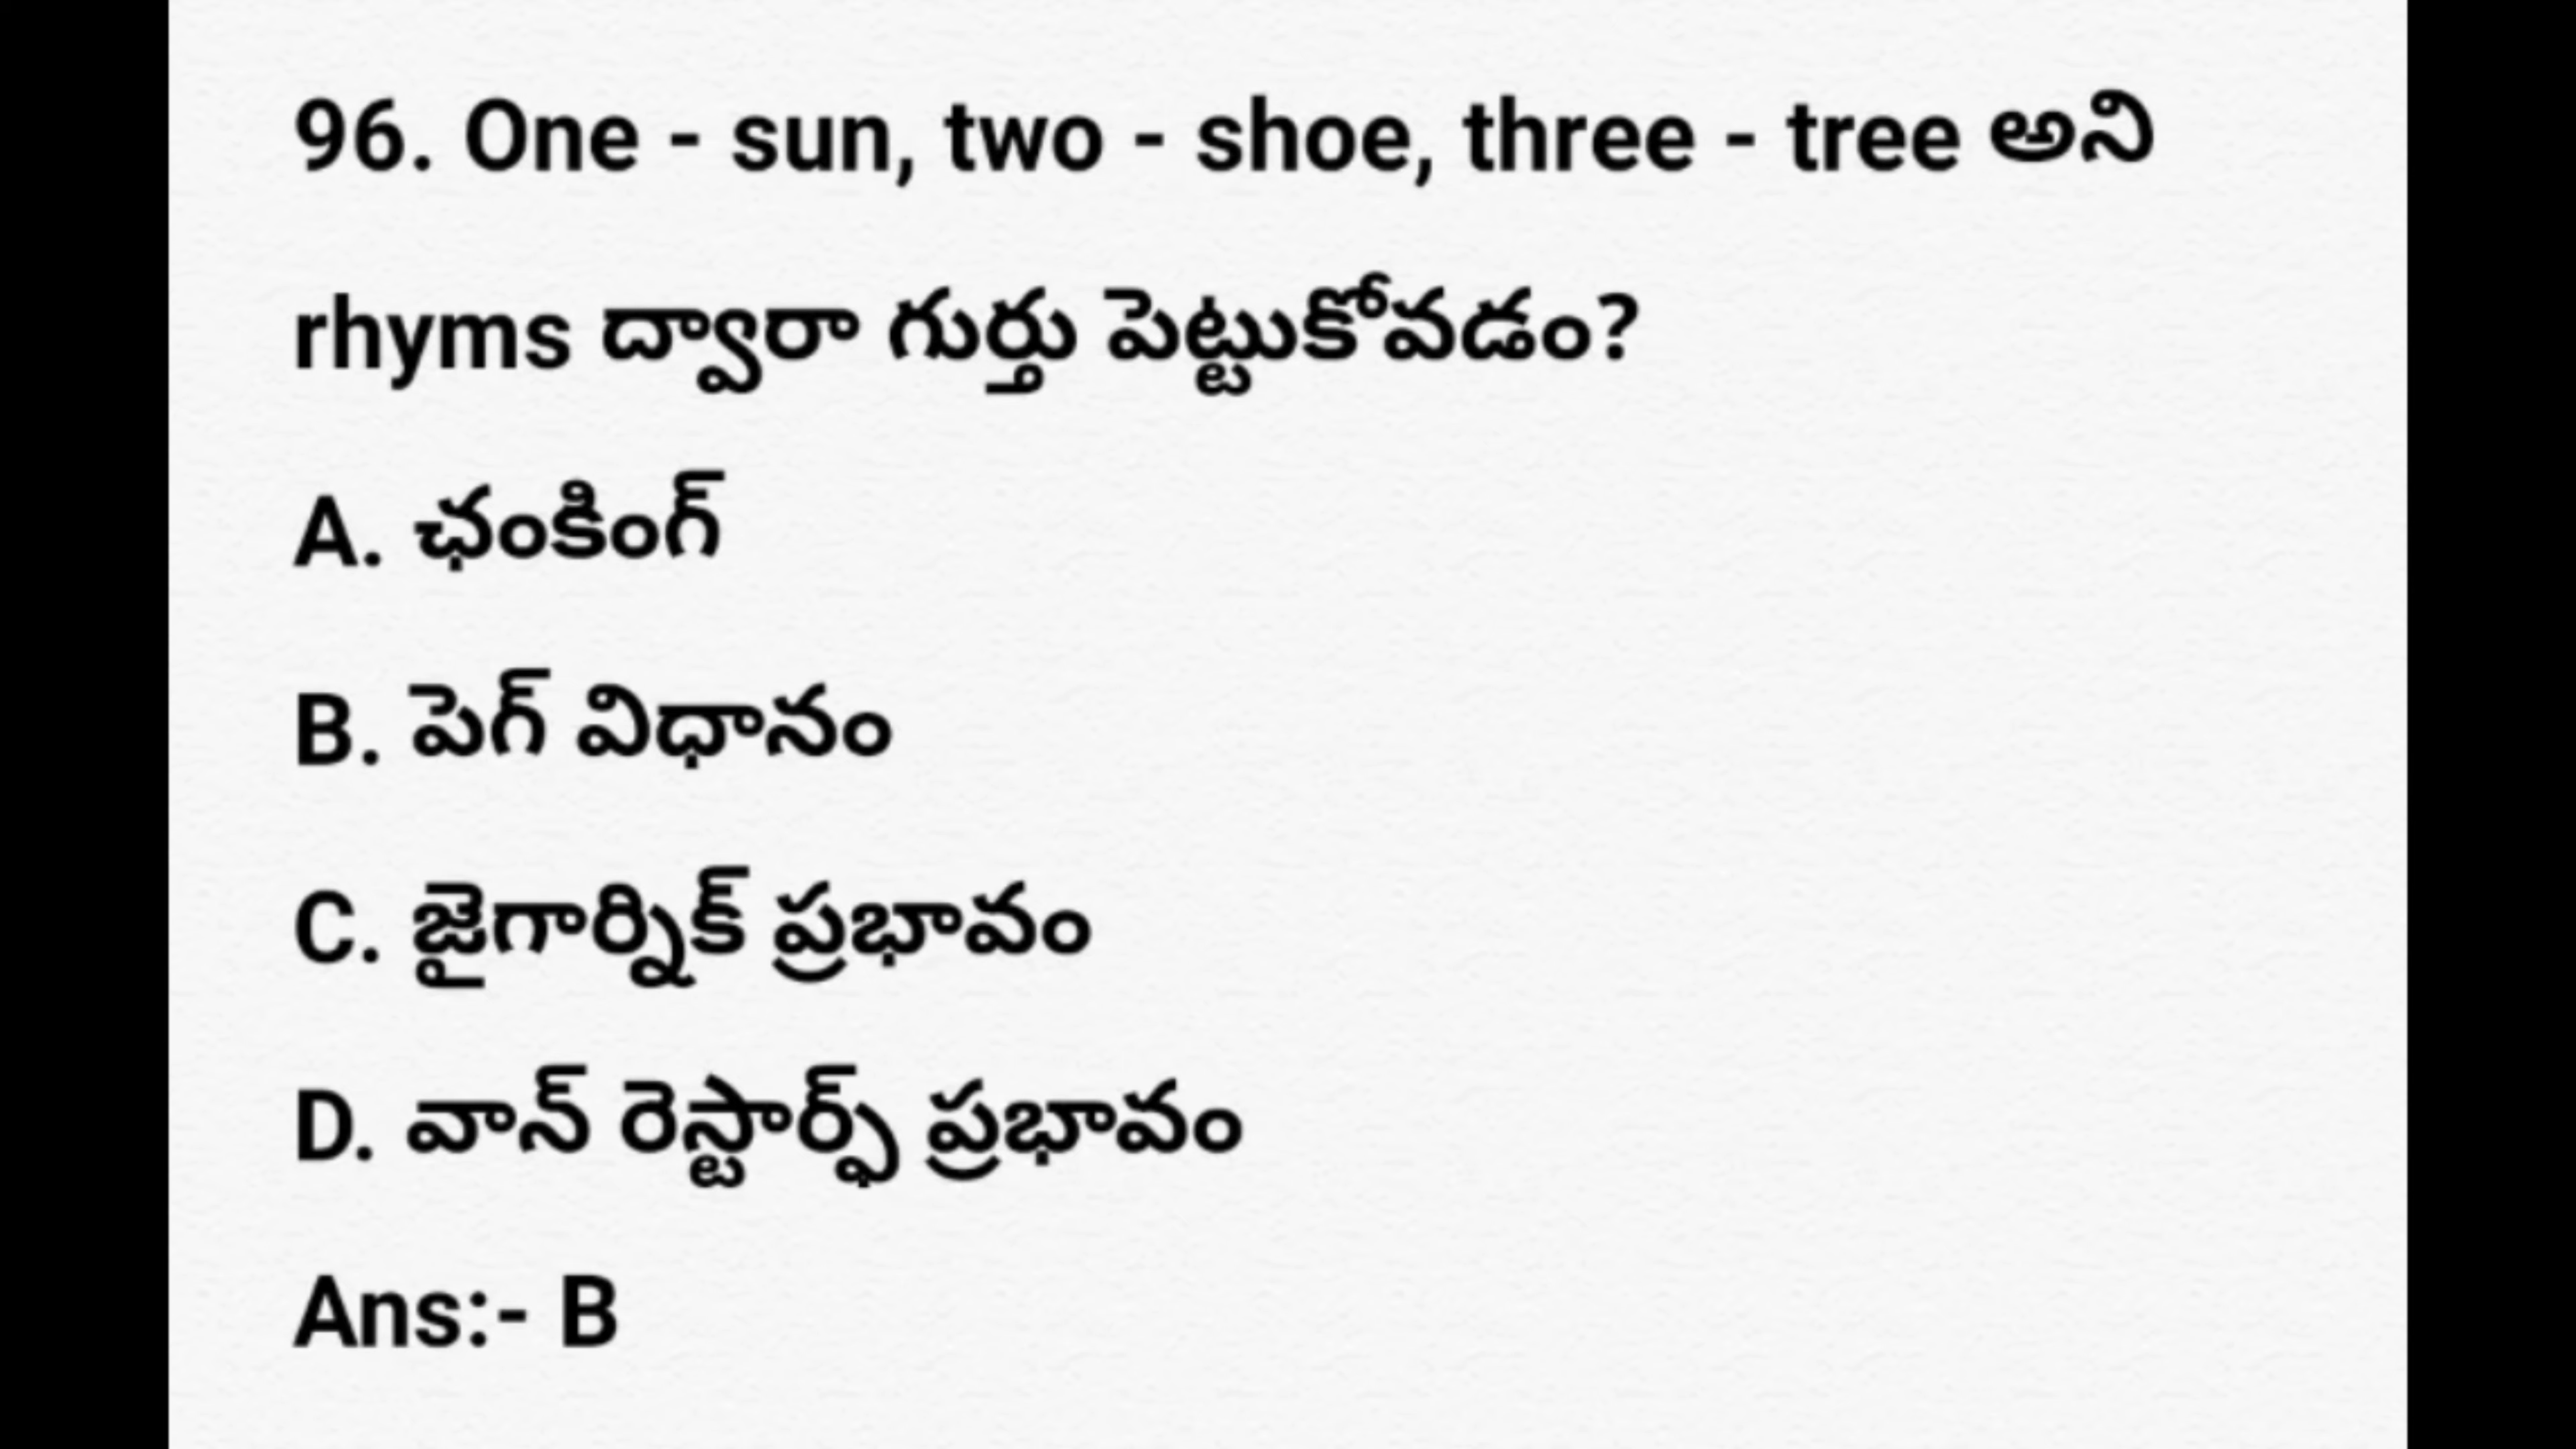 96. One - sun, two - shoe, three - tree అని
rhyms ద్వారా గుర్తు పెట్టుకోవడం?
A. ఛంకింగ్
B. పెగ్ విధానం
C. జైగార్నిక్ ప్రభావం
D. వాన్ రెస్టార్ఫ్ ప్రభావం
Ans:- B